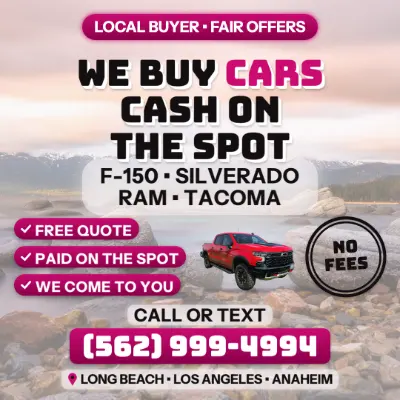 LOCAL BUYER ▪ FAIR OFFERS
WE BUY CARS
CASH ON
THE SPOT
F-150 ▪ SILVERADO
RAM ▪ TACOMA
✓ FREE QUOTE
✓ PAID ON THE SPOT
✓ WE COME TO YOU
NO
FEES
CALL OR TEXT
(562) 999-4994
LONG BEACH ▪ LOS ANGELES ▪ ANAHEIM